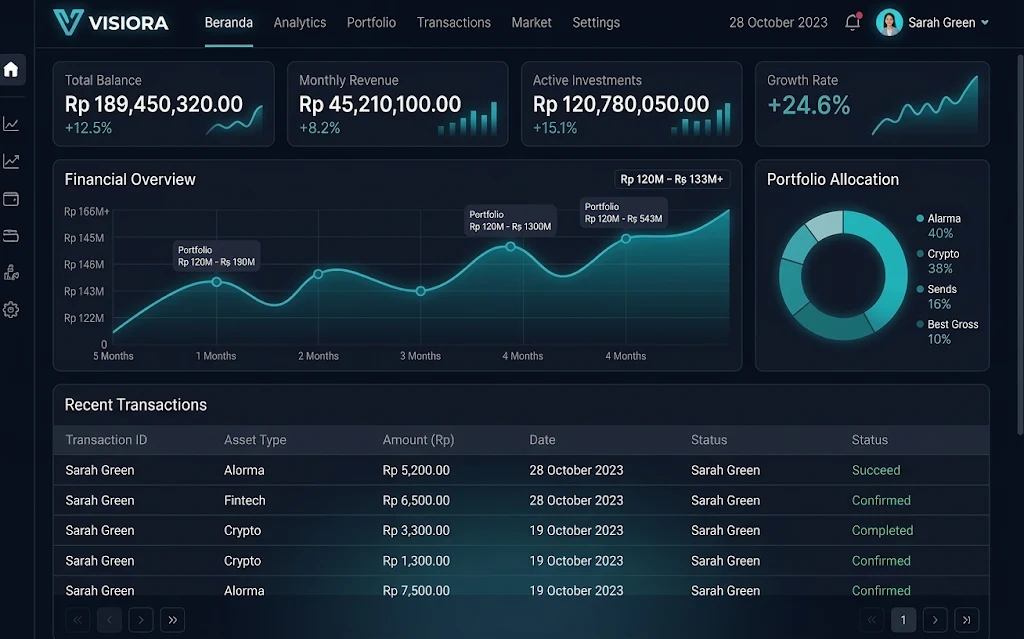 VISIORA
Beranda Analytics Portfolio Transactions Market Settings 28 October 2023 Sarah Green
Total Balance
Rp 189,450,320.00
+12.5%
Monthly Revenue
Rp 45,210,100.00
+8.2%
Active Investments
Rp 120,780,050.00
+15.1%
Growth Rate
+24.6%
Financial Overview
Rp 120M – Rş 133M+
Rp 166M+
Rp 145M
Rp 146M
Rp 143M
Rp 122M
0
Portfolio
Rp 120M - Rş 190M
Portfolio
Rp 120M - Rş 1300M
Portfolio
Rp 120M - Rş 543M
5 Months 1 Months 2 Months 3 Months 4 Months 4 Months
Portfolio Allocation
Alarma
40%
Crypto
38%
Sends
16%
Best Gross
10%
Recent Transactions
Transaction ID Asset Type Amount (Rp) Date Status Status
Sarah Green Alorma Rp 5,200.00 28 October 2023 Sarah Green Succeed
Sarah Green Fintech Rp 6,500.00 28 October 2023 Sarah Green Confirmed
Sarah Green Crypto Rp 3,300.00 19 October 2023 Sarah Green Completed
Sarah Green Crypto Rp 1,300.00 19 October 2023 Sarah Green Confirmed
Sarah Green Alorma Rp 7,500.00 19 October 2023 Sarah Green Confirmed
1